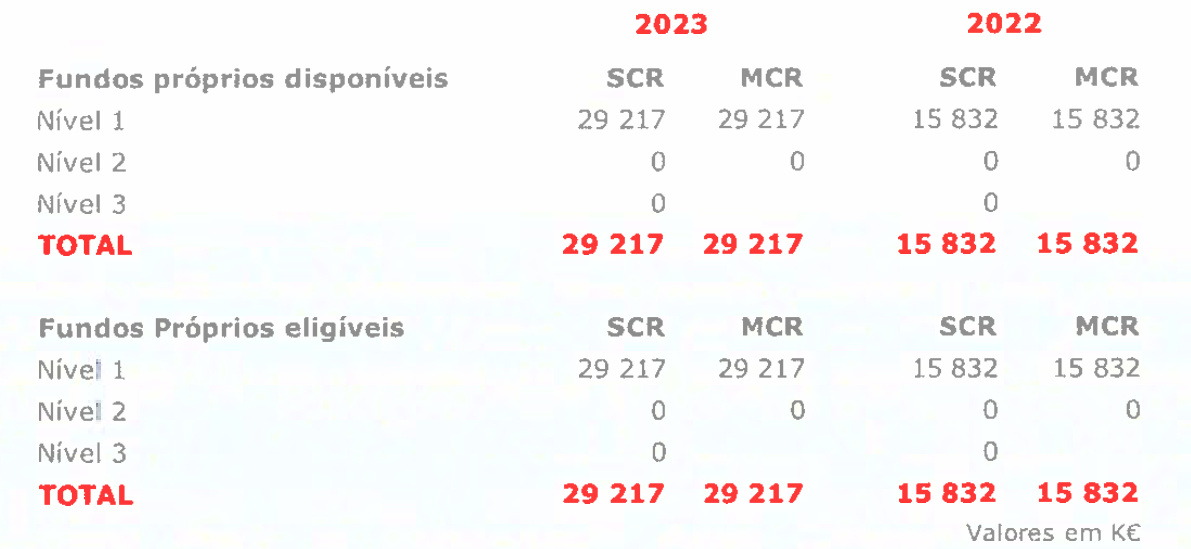 2023 2022
Fundos próprios disponíveis SCR MCR SCR MCR
Nível 1 29 217 29 217 15 832 15 832
Nível 2 0 0 0 0
Nível 3 0 0
TOTAL 29 217 29 217 15 832 15 832
Fundos Próprios eligíveis SCR MCR SCR MCR
Nível 1 29 217 29 217 15 832 15 832
Nível 2 0 0 0 0
Nível 3 0 0
TOTAL 29 217 29 217 15 832 15 832
Valores em K€